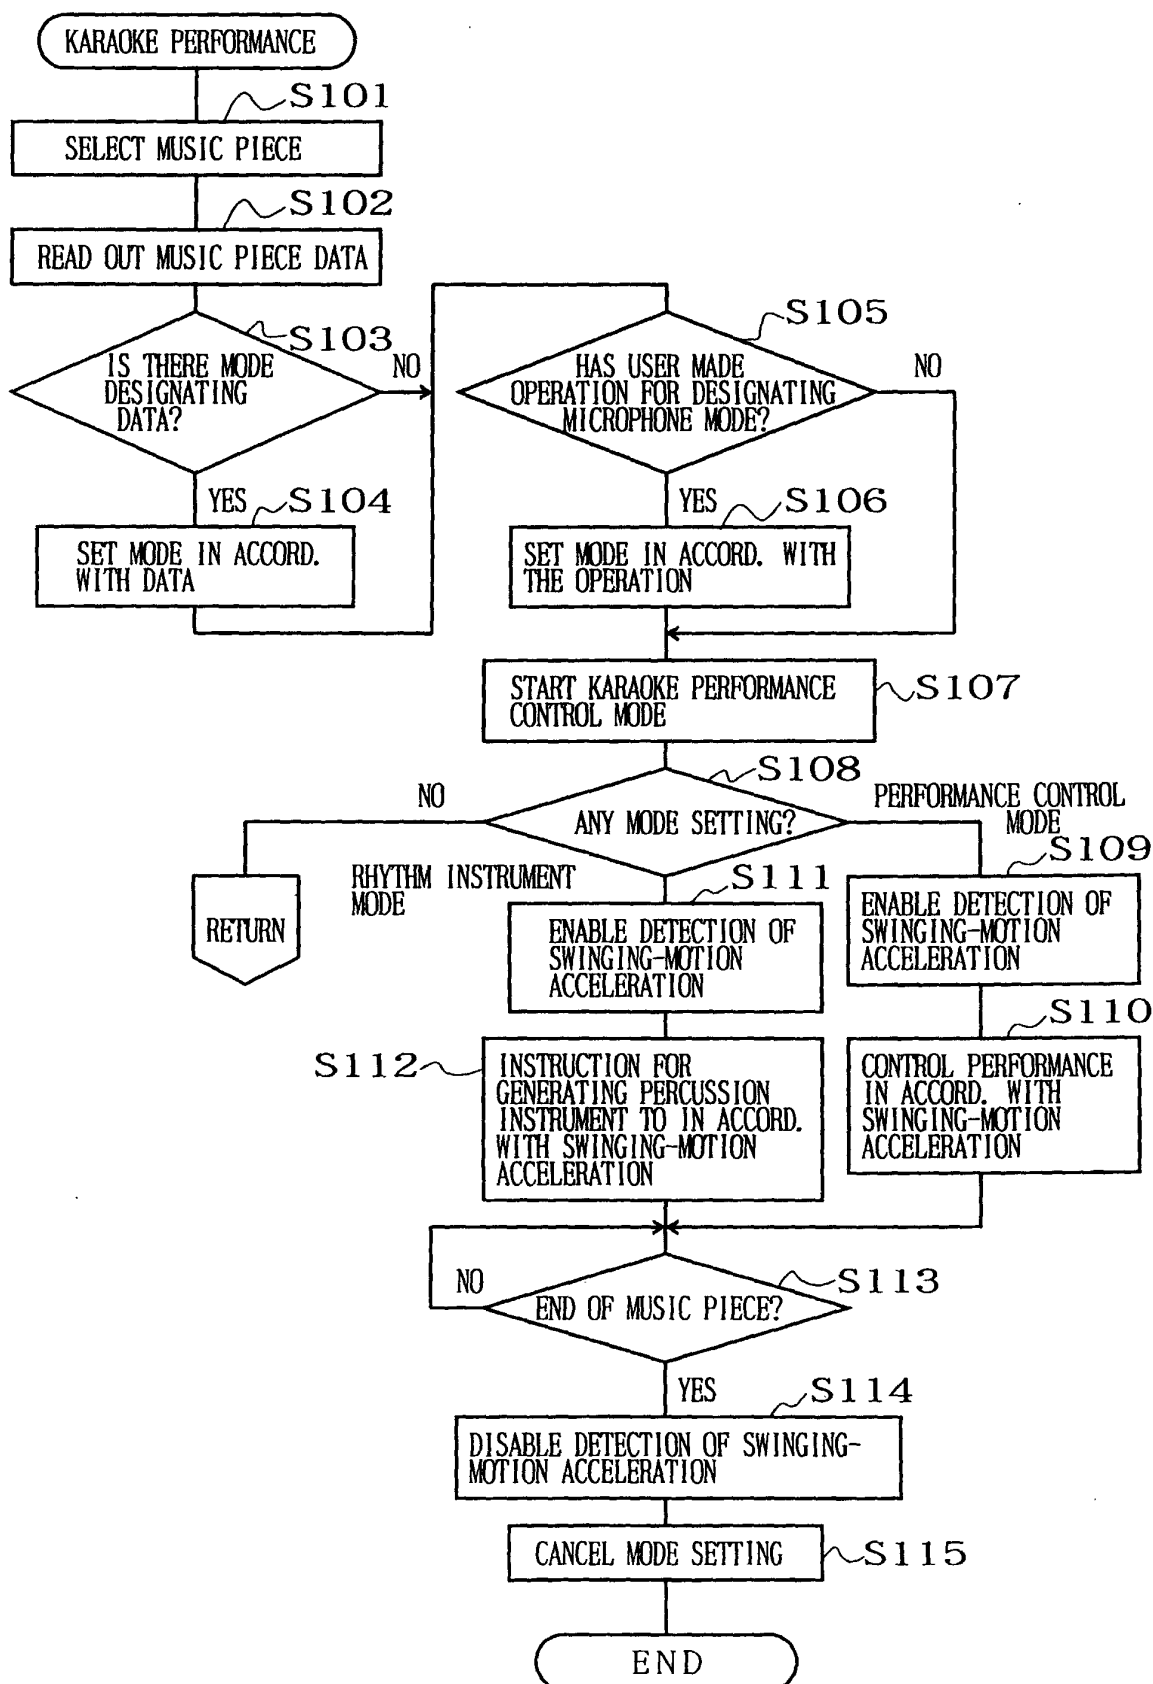 KARAOKE PERFORMANCE
S101
SELECT MUSIC PIECE
S102
READ OUT MUSIC PIECE DATA
S103
IS THERE MODE
DESIGNATING
DATA?
NO
YES
S104
SET MODE IN ACCORD.
WITH DATA
S105
HAS USER MADE
OPERATION FOR DESIGNATING
MICROPHONE MODE?
NO
YES
S106
SET MODE IN ACCORD. WITH
THE OPERATION
START KARAOKE PERFORMANCE
CONTROL MODE
S107
S108
NO
ANY MODE SETTING?
PERFORMANCE CONTROL
MODE
RETURN
RHYTHM INSTRUMENT
MODE
S111
ENABLE DETECTION OF
SWINGING-MOTION
ACCELERATION
S109
ENABLE DETECTION OF
SWINGING-MOTION
ACCELERATION
S112
INSTRUCTION FOR
GENERATING PERCUSSION
INSTRUMENT TO IN ACCORD.
WITH SWINGING-MOTION
ACCELERATION
S110
CONTROL PERFORMANCE
IN ACCORD. WITH
SWINGING-MOTION
ACCELERATION
S113
NO
END OF MUSIC PIECE?
YES
S114
DISABLE DETECTION OF SWINGING-
MOTION ACCELERATION
CANCEL MODE SETTING
S115
END